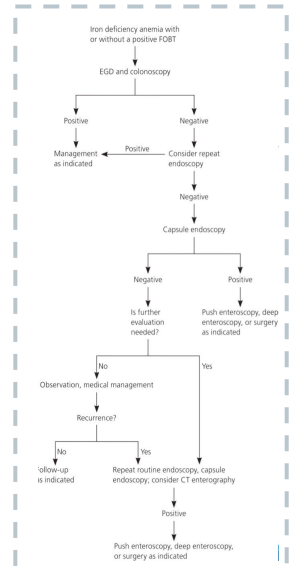 Iron deficiency anemia with
or without a positive FOBT
EGD and colonoscopy
Positive
Negative
Management
as indicated
Positive
Consider repeat
endoscopy
Negative
Capsule endoscopy
Negative
Positive
Is further
evaluation
needed?
Push enteroscopy, deep
enteroscopy, or surgery
as indicated
No
Yes
Observation, medical management
Recurrence?
No
Yes
ollow-up
as indicated
Repeat routine endoscopy, capsule
endoscopy; consider CT enterography
Positive
Push enteroscopy, deep enteroscopy,
or surgery as indicated